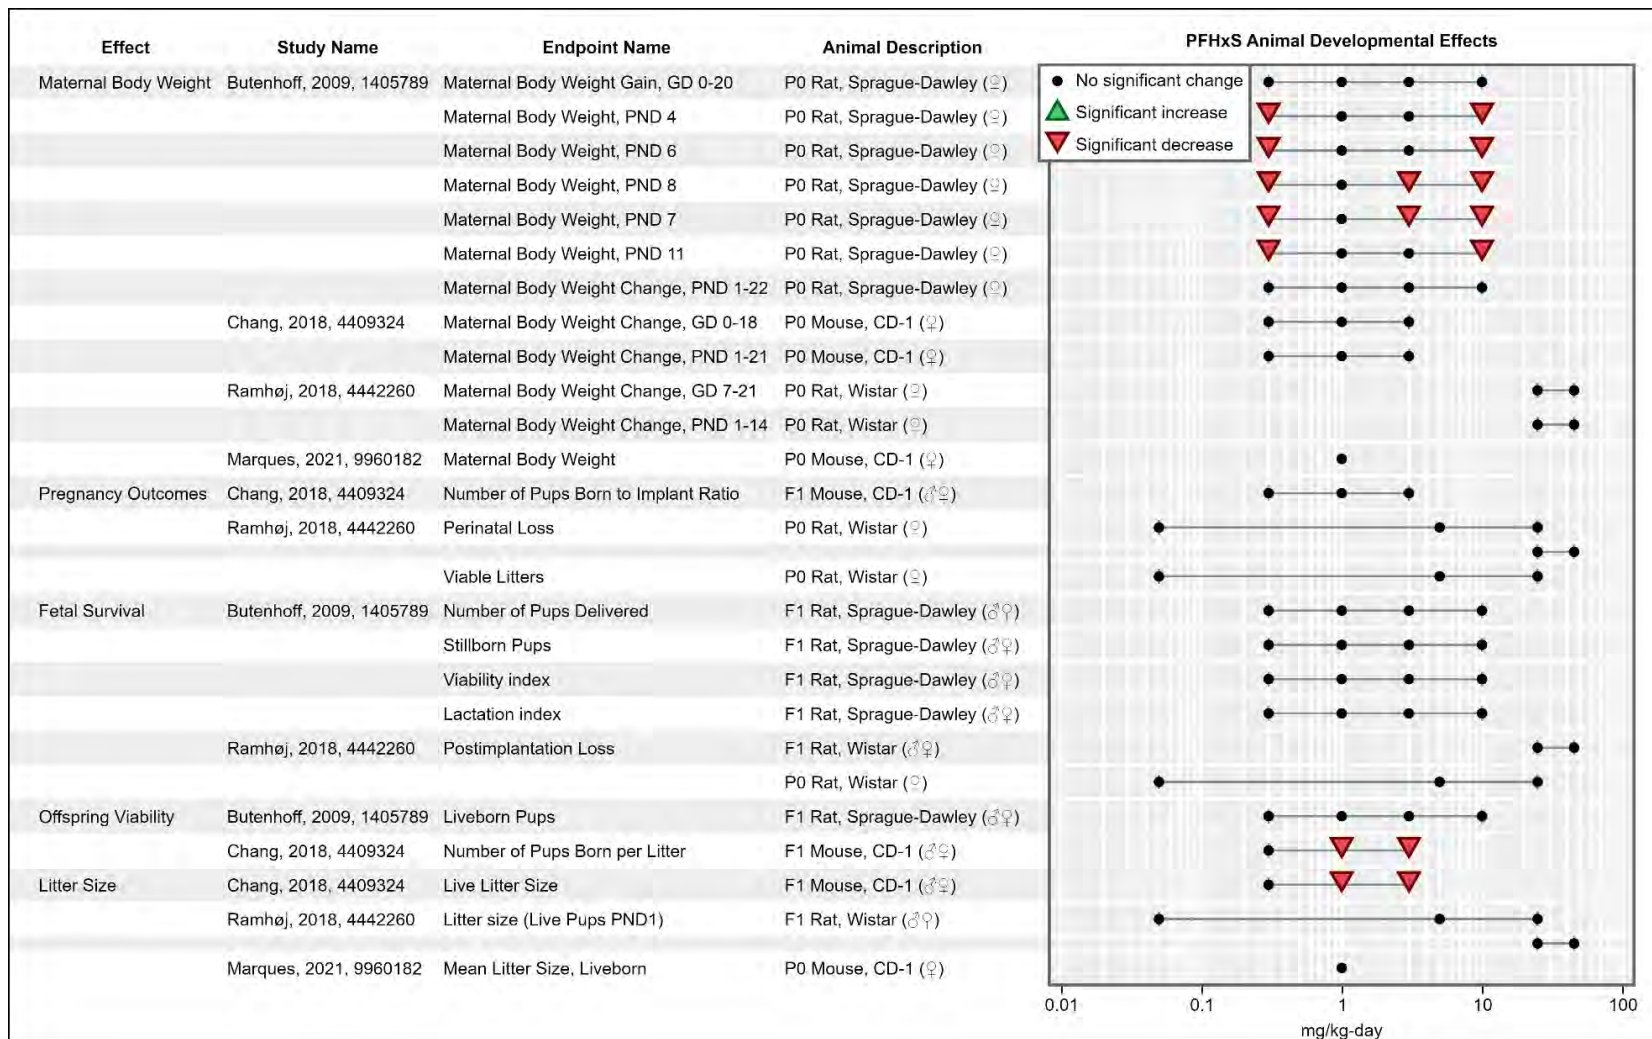 Effect Study Name Endpoint Name Animal Description PFHxS Animal Developmental Effects
No significant change
Significant increase
Significant decrease
Maternal Body Weight Butenhoff, 2009, 1405789 Maternal Body Weight Gain, GD 0-20 P0 Rat, Sprague-Dawley (♀)
Maternal Body Weight, PND 4 P0 Rat, Sprague-Dawley (♀)
Maternal Body Weight, PND 6 P0 Rat, Sprague-Dawley (♀)
Maternal Body Weight, PND 8 P0 Rat, Sprague-Dawley (♀)
Maternal Body Weight, PND 7 P0 Rat, Sprague-Dawley (♀)
Maternal Body Weight, PND 11 P0 Rat, Sprague-Dawley (♀)
Maternal Body Weight Change, PND 1-22 P0 Rat, Sprague-Dawley (♀)
Chang, 2018, 4409324 Maternal Body Weight Change, GD 0-18 P0 Mouse, CD-1 (♀)
Maternal Body Weight Change, PND 1-21 P0 Mouse, CD-1 (♀)
Ramhøj, 2018, 4442260 Maternal Body Weight Change, GD 7-21 P0 Rat, Wistar (♀)
Maternal Body Weight Change, PND 1-14 P0 Rat, Wistar (♀)
Marques, 2021, 9960182 Maternal Body Weight P0 Mouse, CD-1 (♀)
Pregnancy Outcomes Chang, 2018, 4409324 Number of Pups Born to Implant Ratio F1 Mouse, CD-1 (♂♀)
Ramhøj, 2018, 4442260 Perinatal Loss P0 Rat, Wistar (♀)
Viable Litters P0 Rat, Wistar (♀)
Fetal Survival Butenhoff, 2009, 1405789 Number of Pups Delivered F1 Rat, Sprague-Dawley (♂♀)
Stillborn Pups F1 Rat, Sprague-Dawley (♂♀)
Viability index F1 Rat, Sprague-Dawley (♂♀)
Lactation index F1 Rat, Sprague-Dawley (♂♀)
Ramhøj, 2018, 4442260 Postimplantation Loss F1 Rat, Wistar (♂♀)
P0 Rat, Wistar (♀)
Offspring Viability Butenhoff, 2009, 1405789 Liveborn Pups F1 Rat, Sprague-Dawley (♂♀)
Chang, 2018, 4409324 Number of Pups Born per Litter F1 Mouse, CD-1 (♂♀)
Litter Size Chang, 2018, 4409324 Live Litter Size F1 Mouse, CD-1 (♂♀)
Ramhøj, 2018, 4442260 Litter size (Live Pups PND1) F1 Rat, Wistar (♂♀)
Marques, 2021, 9960182 Mean Litter Size, Liveborn P0 Mouse, CD-1 (♀)
0.01 0.1 1 10 100
mg/kg-day